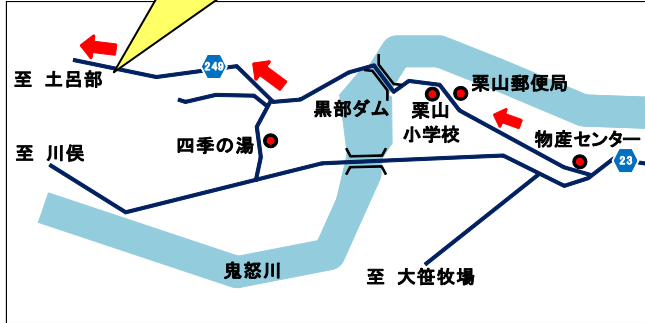 249
至 土呂部
栗山郵便局
黒部ダム
栗山
小学校
物産センター
四季の湯
至 川俣
23
鬼怒川
至 大笹牧場